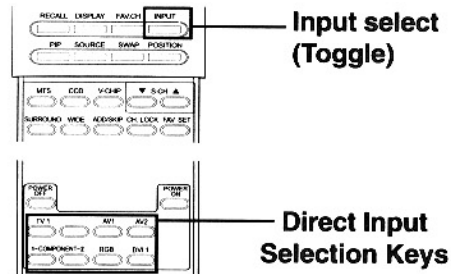 RECALL DISPLAY FAV.CH INPUT
Input select
(Toggle)
PIP SOURCE SWAP POSITION
MTS CCD V-CHIP ▼ S-CH ▲
SURROUND WIDE ADD/SKIP CH. LOCK FAV SET
POWER OFF
POWER ON
TV 1 AV1 AV2
Direct Input
Selection Keys
1-COMPONENT-2 RGB DVI 1